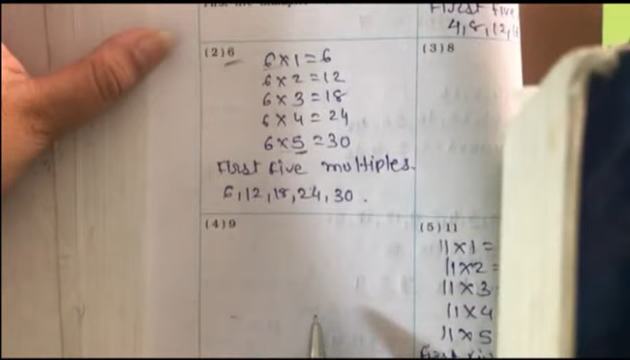 First five
4, 8, 12, 1
(2) 6
6 × 1 = 6
6 × 2 = 12
6 × 3 = 18
6 × 4 = 24
6 × 5 = 30
First five multiples.
6, 12, 18, 24, 30 .
(3) 8
(4) 9
(5) 11
11 × 1 =
11 × 2 =
11 × 3
11 × 4
11 × 5